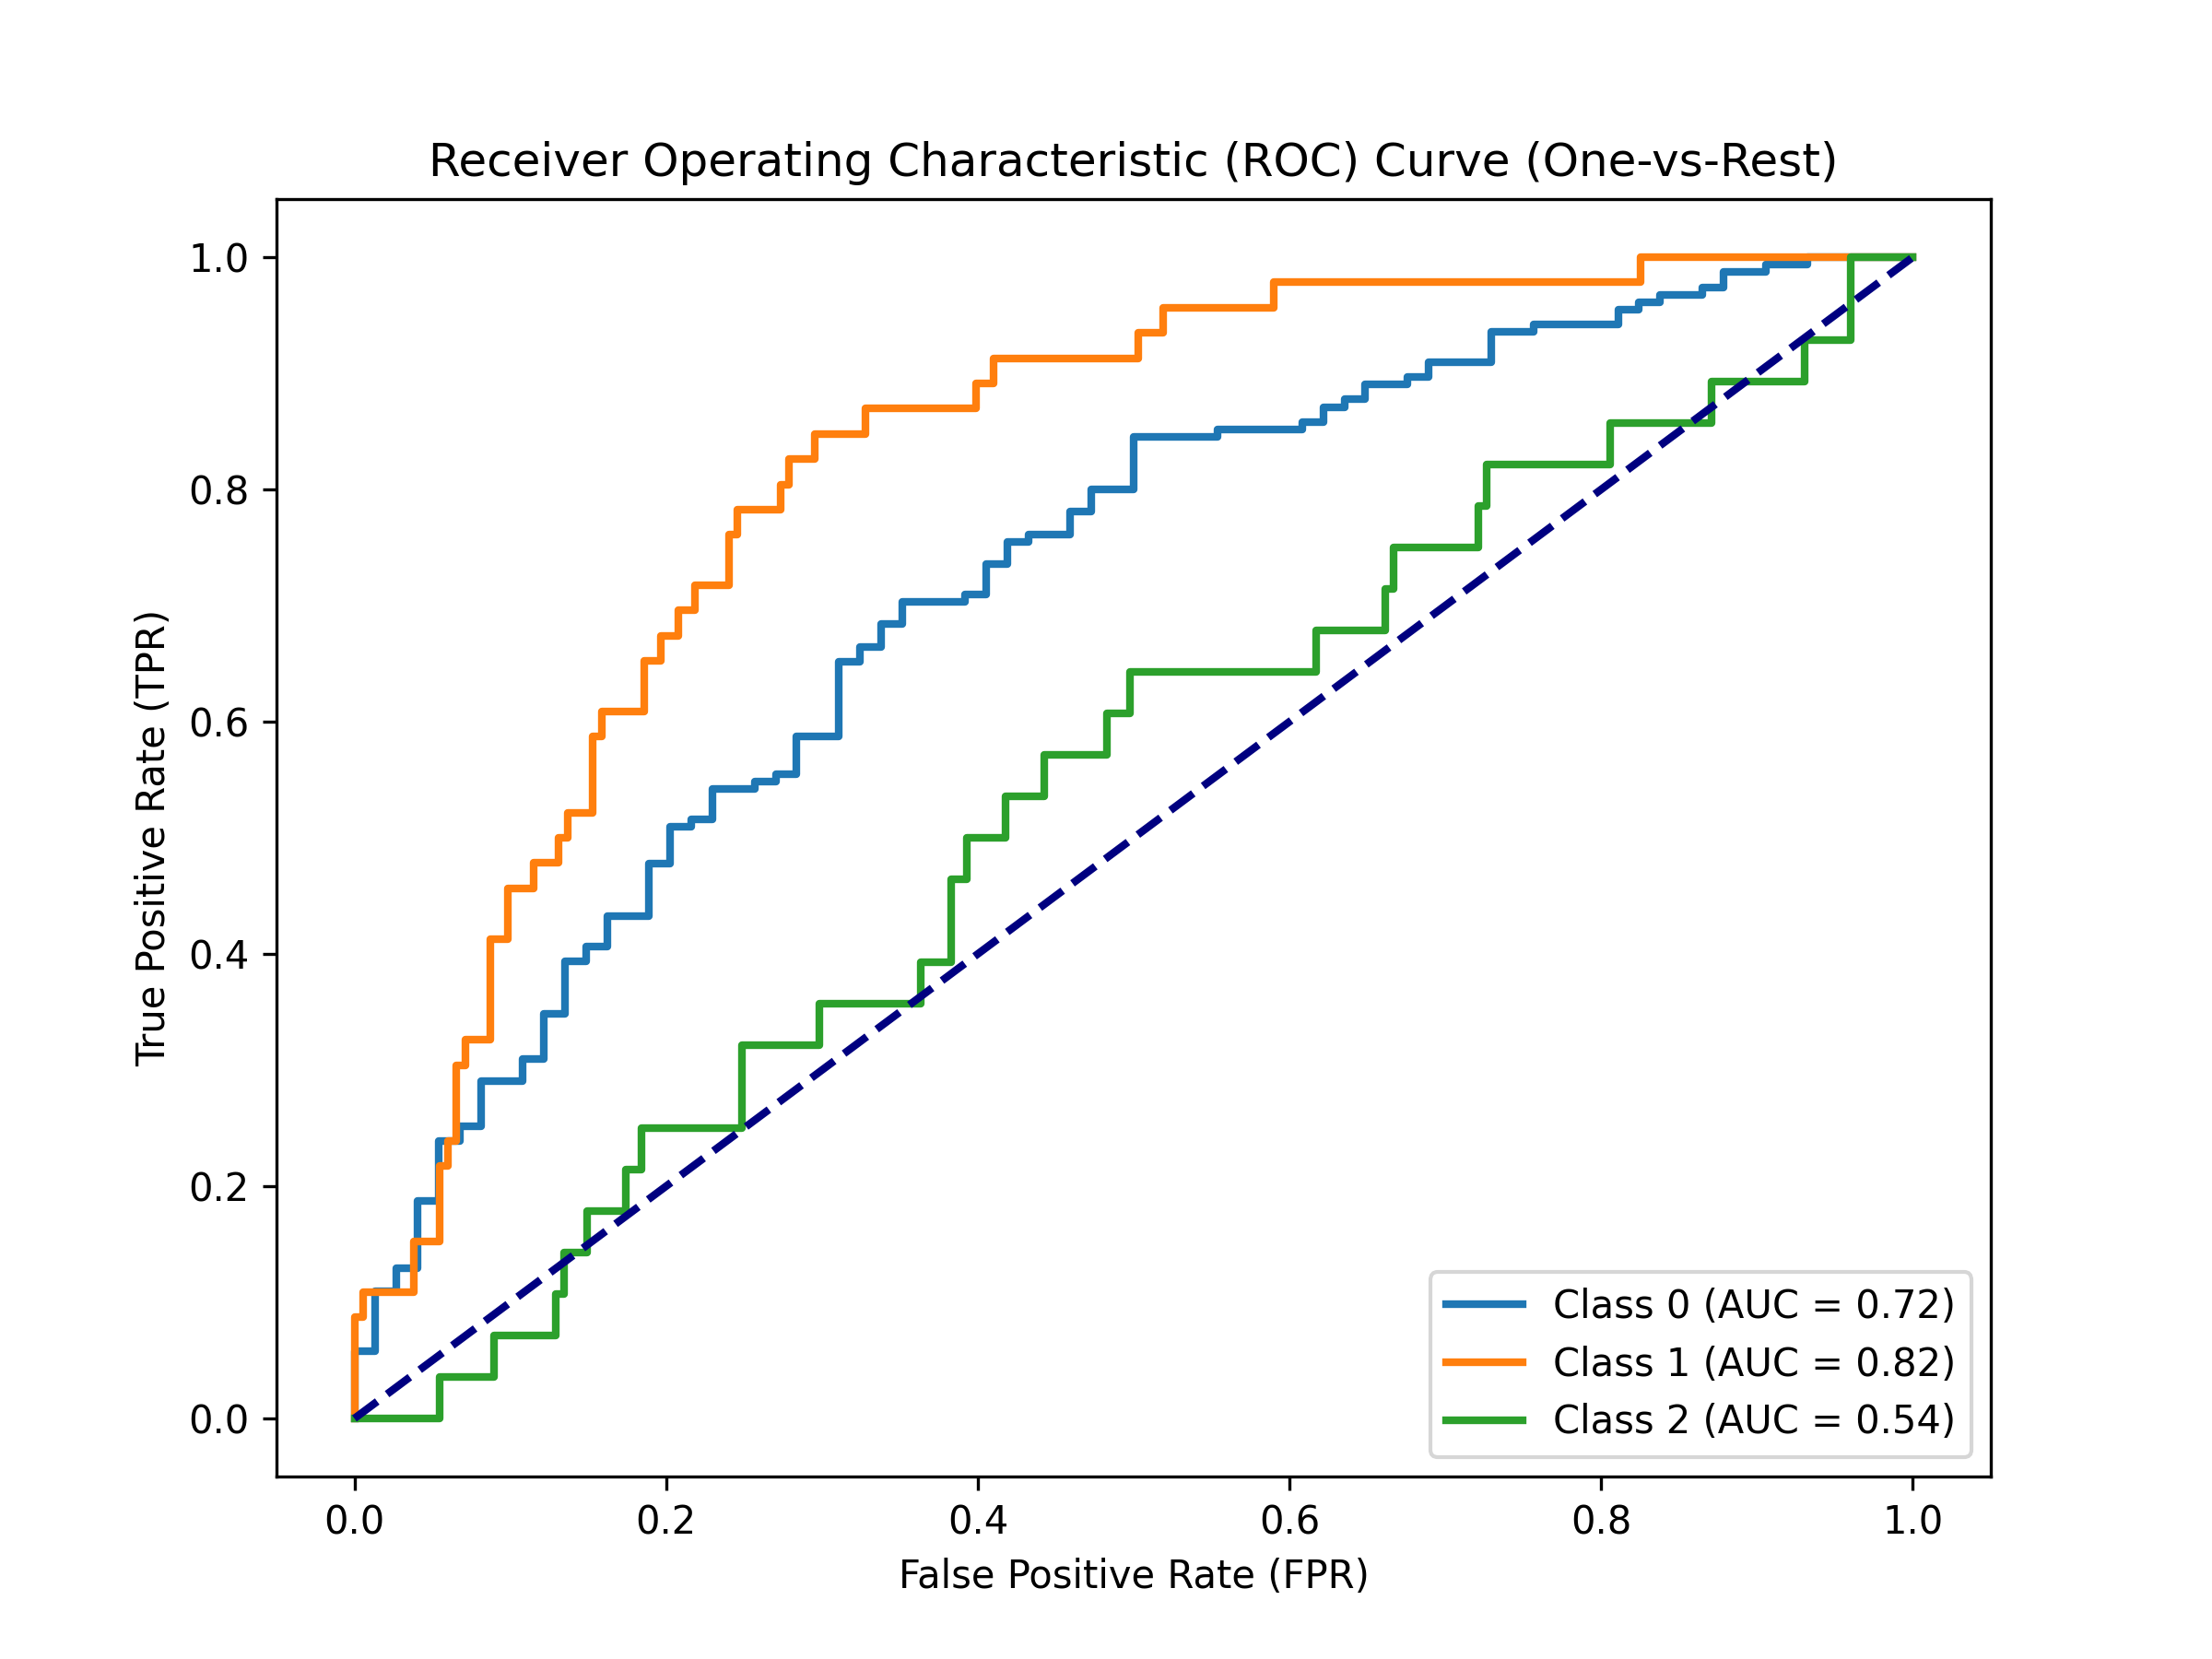 Receiver Operating Characteristic (ROC) Curve (One-vs-Rest)
True Positive Rate (TPR)
1.0
0.8
0.6
0.4
0.2
0.0
Class 0 (AUC = 0.72)
Class 1 (AUC = 0.82)
Class 2 (AUC = 0.54)
0.0 0.2 0.4 0.6 0.8 1.0
False Positive Rate (FPR)